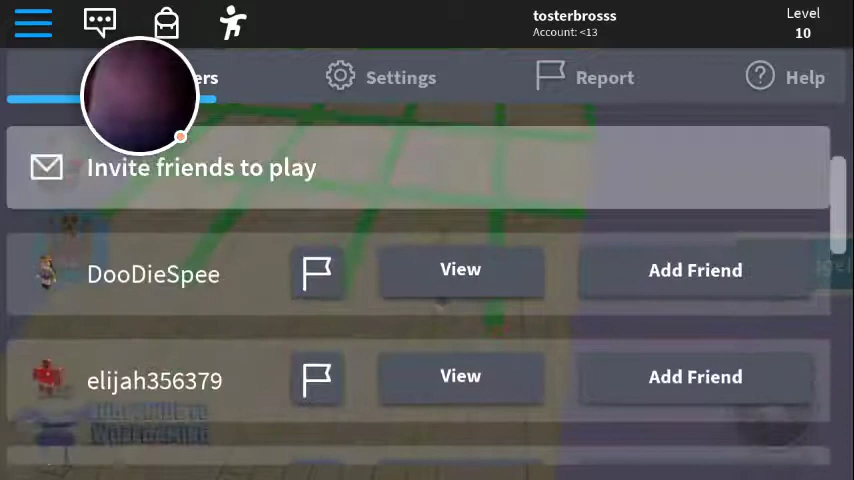 tosterbrosss
Account: <13
Level
10
ers
Settings
Report
Help
Invite friends to play
DooDieSpee
View
Add Friend
elijah356379
View
Add Friend